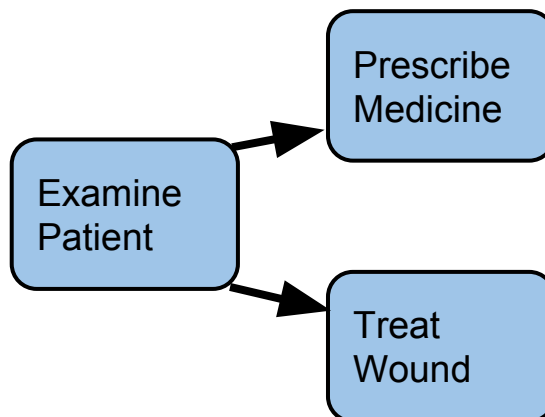 Prescribe
Medicine
Examine
Patient
Treat
Wound